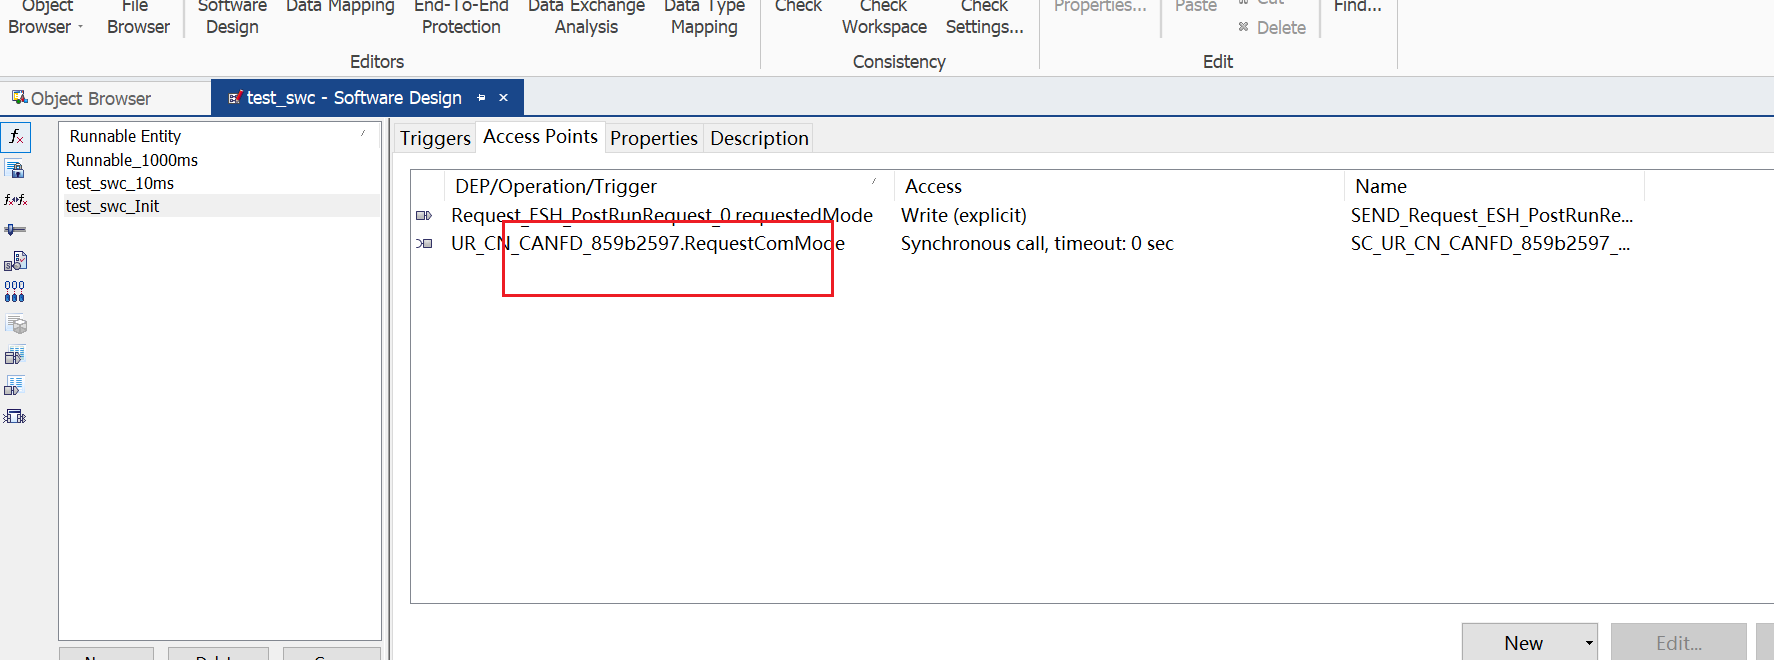 Object
Browser
File
Browser
Software
Design
Data Mapping
End-To-End
Protection
Data Exchange
Analysis
Data Type
Mapping
Editors
Check
Check
Workspace
Check
Settings...
Consistency
Properties...
Paste
Cut
Delete
Edit
Find...
Object Browser
test_swc - Software Design
Runnable Entity
Runnable_1000ms
test_swc_10ms
test_swc_Init
Triggers
Access Points
Properties
Description
DEP/Operation/Trigger
Access
Name
Request_ESH_PostRunRequest_0.requestedMode
Write (explicit)
SEND_Request_ESH_PostRunRe...
UR_CN_CANFD_859b2597.RequestComMode
Synchronous call, timeout: 0 sec
SC_UR_CN_CANFD_859b2597_...
New
Edit...